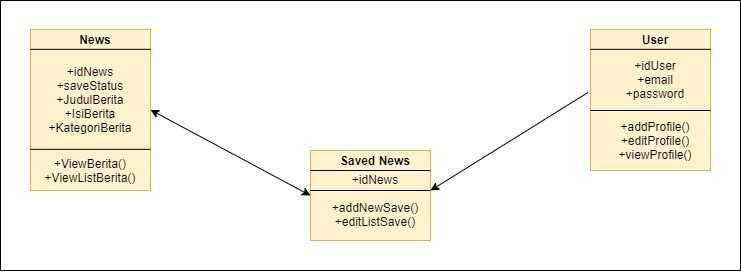 News
+idNews
+saveStatus
+JudulBerita
+IsiBerita
+KategoriBerita
+ViewBerita()
+ViewListBerita()
Saved News
+idNews
+addNewSave()
+editListSave()
User
+idUser
+email
+password
+addProfile()
+editProfile()
+viewProfile()